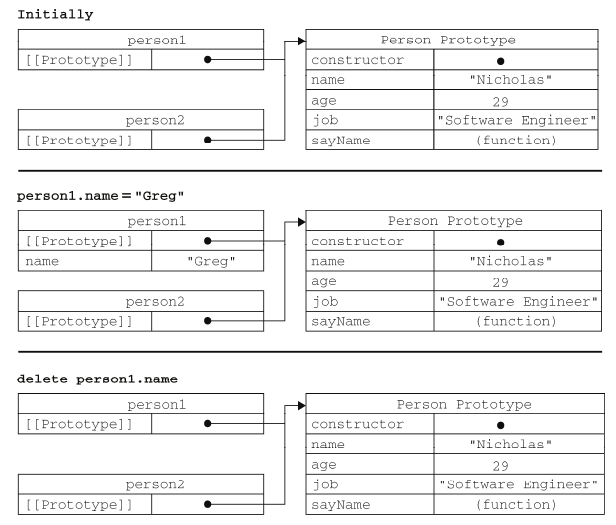 Initially
person1
[[Prototype]]
Person Prototype
constructor
name "Nicholas"
age 29
person2
[[Prototype]]
job "Software Engineer"
sayName (function)
person1.name="Greg"
person1
[[Prototype]]
name "Greg"
Person Prototype
constructor
name "Nicholas"
age 29
person2
[[Prototype]]
job "Software Engineer"
sayName (function)
delete person1.name
person1
[[Prototype]]
Person Prototype
constructor
name "Nicholas"
age 29
person2
[[Prototype]]
job "Software Engineer"
sayName (function)